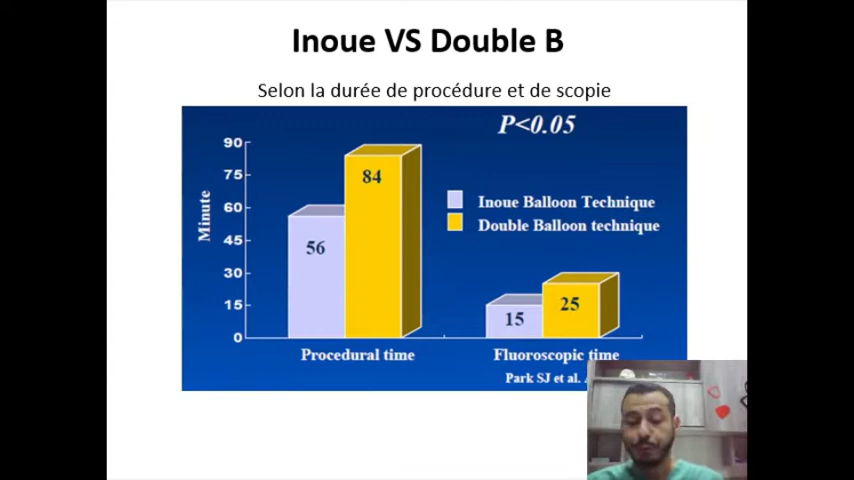 Inoue VS Double B
Selon la durée de procédure et de scopie
P<0.05
90
75
60
45
30
15
0
Minute
84
56
Inoue Balloon Technique
Double Balloon technique
25
15
Procedural time
Fluoroscopic time
Park SJ et al.